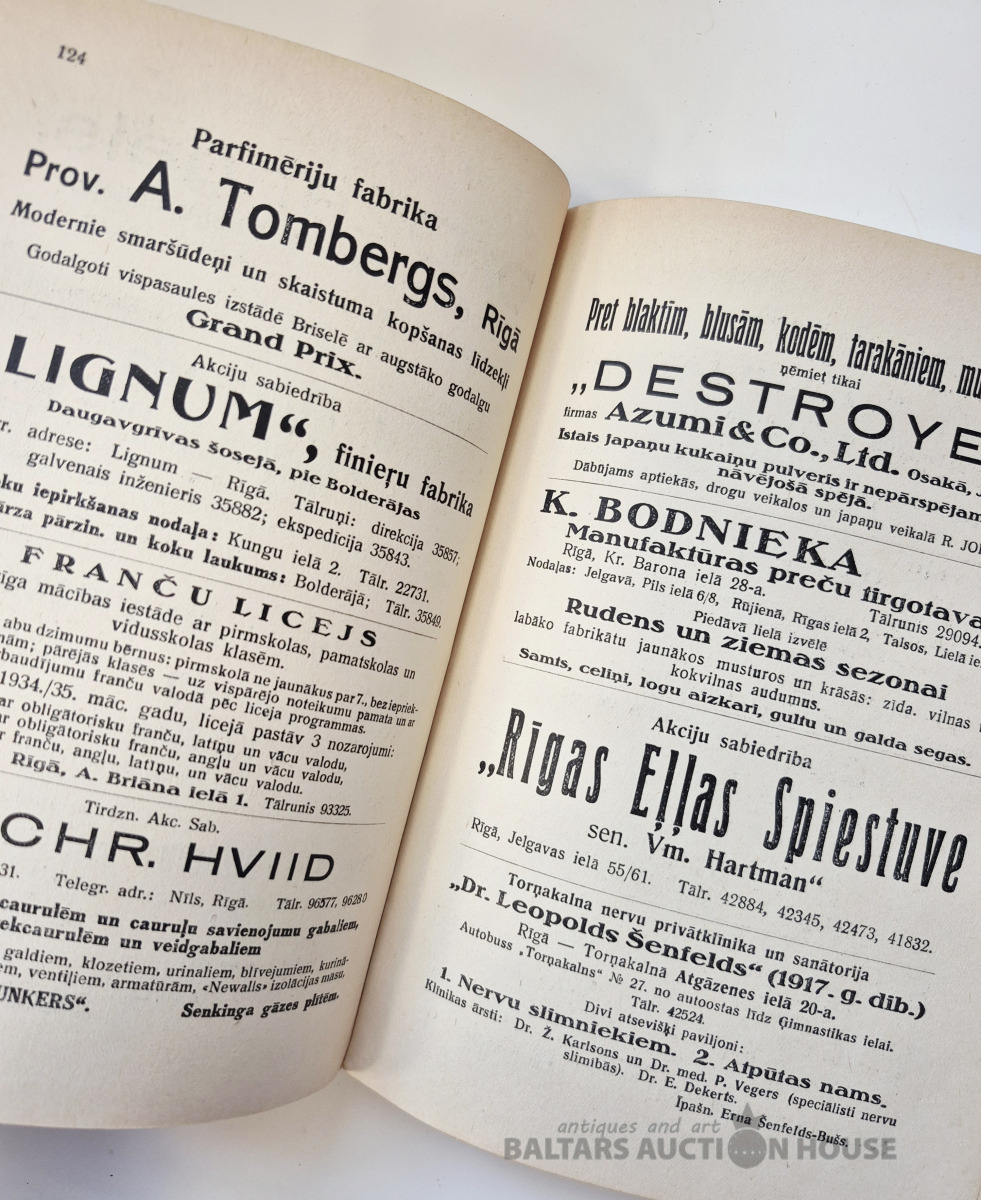 124
Parfimēriju fabrika
Prov. A. Tombergs, Rīgā
Modernie smaršūdeņi un skaistuma kopšanas līdzekļi
Godalgoti vispasaules izstādē Briselē ar augstāko godalgu
Grand Prix.
Akciju sabiedrība
LIGNUM“, finieŗu fabrika
Daugavgrīvas šosejā, pie Bolderājas
adrese: Lignum — Rīgā. Tālruņi: direkcija 35857;
galvenais inženieris 35882; ekspedīcija 35843.
iepirkšanas nodaļa: Kungu ielā 2. Tālr. 22731.
pārzin. un koku laukums: Bolderājā; Tālr. 35849.
FRANČU LICEJS
mācības iestāde ar pirmskolas, pamatskolas un
vidusskolas klasēm.
abu dzimumu bērnus: pirmskolā ne jaunākus par 7, bez iepriek-
pārējās klasēs — uz vispārējo noteikumu pamata un ar
franču valodā pēc liceja programmas.
1934./35. māc. gadu, licejā pastāv 3 nozarojumi:
ar obligātorisku franču, latīņu un vācu valodu,
ar obligātorisku franču, angļu un vācu valodu,
franču, angļu, latīņu, un vācu valodu.
Rīgā, A. Briāna ielā 1. Tālrunis 93325.
Tirdzn. Akc. Sab.
CHR. HVIID
31. Telegr. adr.: Nīls, Rīgā. Tālr. 96577, 96280
caurulēm un cauruļu savienojumu gabaliem,
un veidgabaliem
galdiem, klozetiem, urinaliem, blīvejumiem, kurinā-
ventiļiem, armatūrām, «Newalls» izolācijas māsu,
Senkinga gāzes plītēm.
Pret blaktīm, blusām, kodēm, tarakāniem,
ņēmiet tikai
„DESTROYE
firmas Azumi & Co., Ltd. Osakā,
Īstais japaņu kukaiņu pulveris ir
nāvējošā spējā.
Dabūjams aptiekās, drogu veikalos un japaņu veikalā R.
K. BODNIEKA
Manufaktūras preču
Rīgā, Kr. Barona ielā 28-a. Tālrunis 29094.
Nodaļas: Jelgavā, Pils ielā 6/8, Rūjienā, Rīgas ielā 2, Talsos, Lielā
Piedāvā lielā izvēlē
Rudens un ziemas sezonai
labāko fabrikātu jaunākos musturos un krāsās: zīda. vilnas
kokvilnas audumus.
Samts, celiņi, logu aizkari, gultu un galda segas.
Akciju sabiedrība
„Rīgas Eļļas Spiestuve
sen. Vm. Hartman“
Rīgā, Jelgavas ielā 55/61. Tālr. 42884, 42345, 42473, 41832.
Torņakalna nervu privātklinika un sanātorija
„Dr. Leopolds Šenfelds“ (1917. g. dib.)
Rīgā — Torņakalnā Atgāzenes ielā 20-a.
Autobuss „Torņakalns“ № 27. no autoostas līdz Ģimnastikas ielai.
Tālr. 42524.
Divi atsevišķi paviljoni:
1. Nervu slimniekiem. 2. Atpūtas nams.
Klinikas ārsti: Dr. Ž. Karlsons un Dr. med. P. Vegers (speciālisti nervu
slimībās). Dr. E. Dekerts.
Īpašn. Erna Šenfelds-Bušs.
antiques and art
BALTARS AUCTION HOUSE